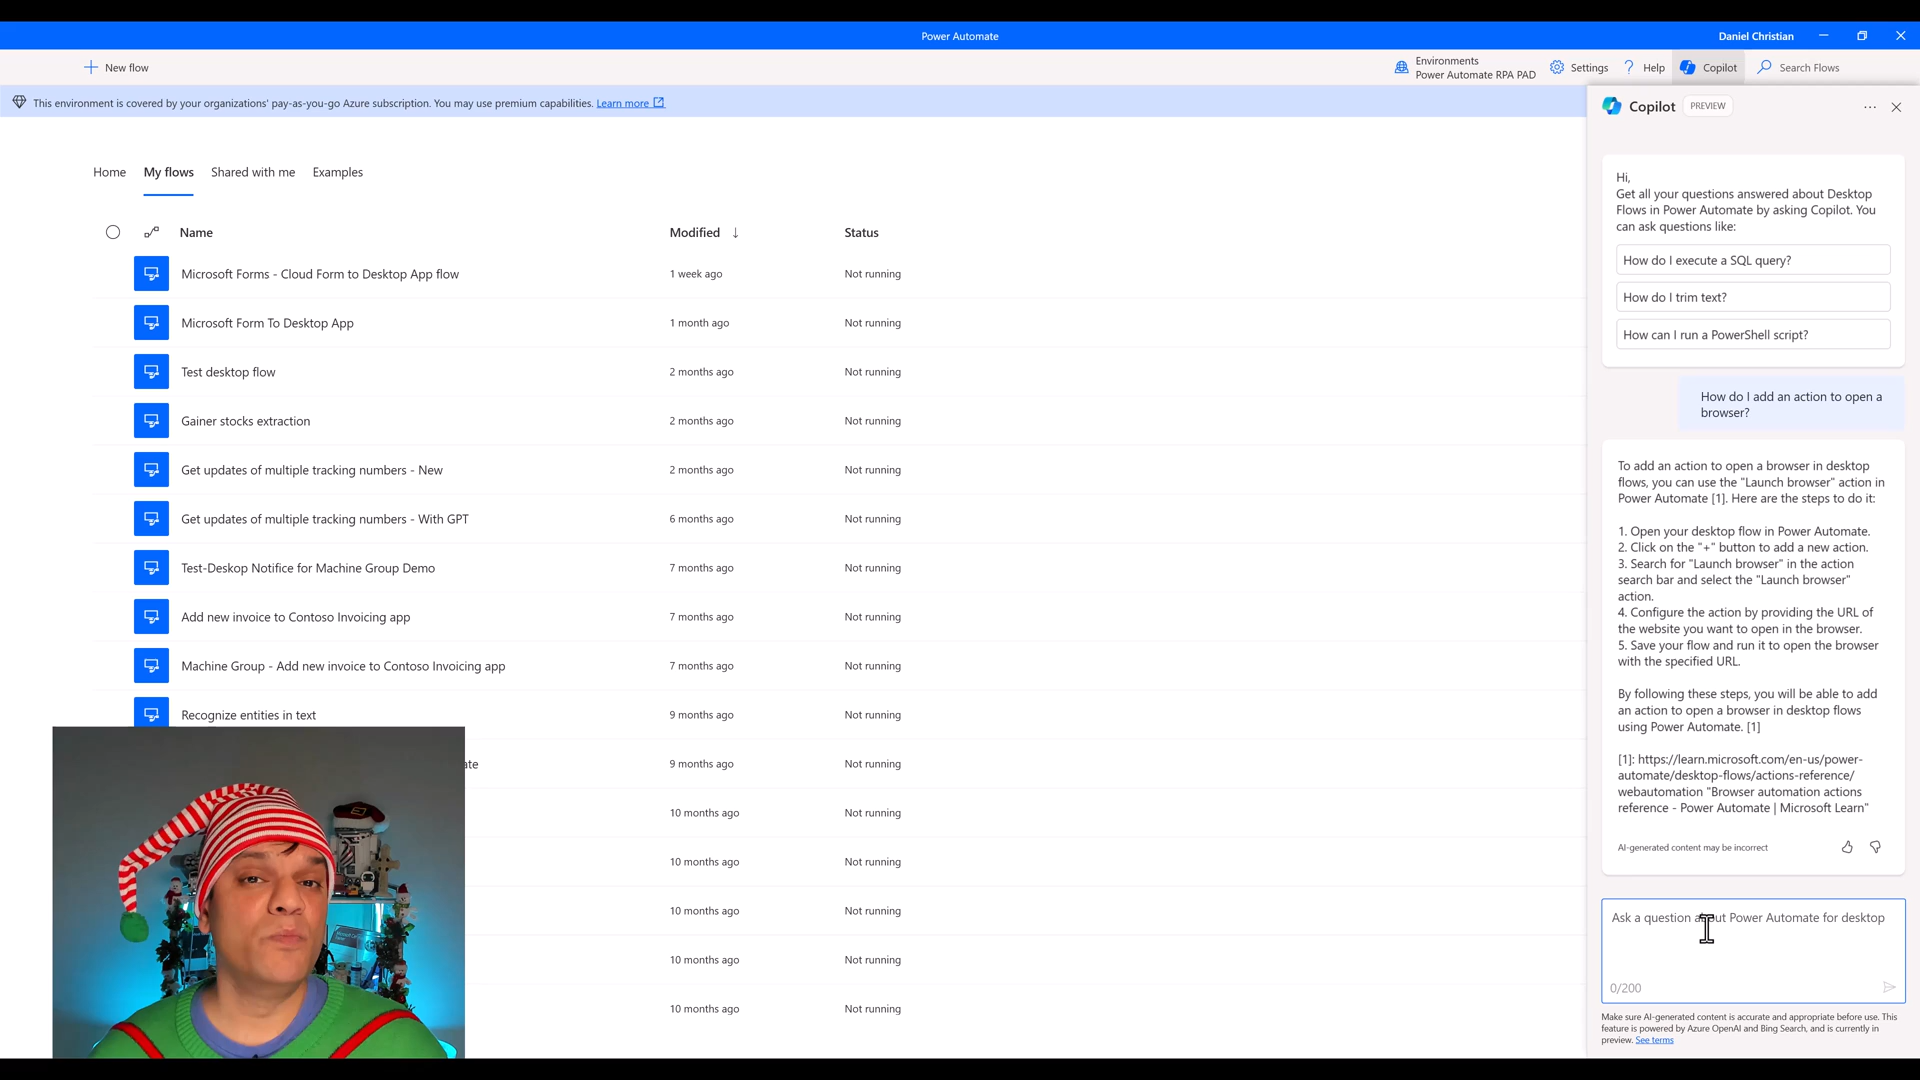 Power Automate
Daniel Christian
New flow
Environments
Power Automate RPA PAD
Settings
Help
Copilot
Search Flows
This environment is covered by your organizations' pay-as-you-go Azure subscription. You may use premium capabilities. Learn more
Home
My flows
Shared with me
Examples
Name
Modified
Status
Microsoft Forms - Cloud Form to Desktop App flow
1 week ago
Not running
Microsoft Form To Desktop App
1 month ago
Not running
Test desktop flow
2 months ago
Not running
Gainer stocks extraction
2 months ago
Not running
Get updates of multiple tracking numbers - New
2 months ago
Not running
Get updates of multiple tracking numbers - With GPT
6 months ago
Not running
Test-Deskop Notifice for Machine Group Demo
7 months ago
Not running
Add new invoice to Contoso Invoicing app
7 months ago
Not running
Machine Group - Add new invoice to Contoso Invoicing app
7 months ago
Not running
Recognize entities in text
9 months ago
Not running
9 months ago
Not running
10 months ago
Not running
10 months ago
Not running
10 months ago
Not running
10 months ago
Not running
10 months ago
Not running
Copilot
PREVIEW
Hi,
Get all your questions answered about Desktop
Flows in Power Automate by asking Copilot. You
can ask questions like:
How do I execute a SQL query?
How do I trim text?
How can I run a PowerShell script?
How do I add an action to open a
browser?
To add an action to open a browser in desktop
flows, you can use the "Launch browser" action in
Power Automate [1]. Here are the steps to do it:
1. Open your desktop flow in Power Automate.
2. Click on the "+" button to add a new action.
3. Search for "Launch browser" in the action
search bar and select the "Launch browser"
action.
4. Configure the action by providing the URL of
the website you want to open in the browser.
5. Save your flow and run it to open the browser
with the specified URL.
By following these steps, you will be able to add
an action to open a browser in desktop flows
using Power Automate. [1]
[1]: https://learn.microsoft.com/en-us/power-
automate/desktop-flows/actions-reference/
webautomation "Browser automation actions
reference - Power Automate | Microsoft Learn"
AI-generated content may be incorrect
Ask a question about Power Automate for desktop
0/200
Make sure AI-generated content is accurate and appropriate before use. This
feature is powered by Azure OpenAI and Bing Search, and is currently in
preview. See terms